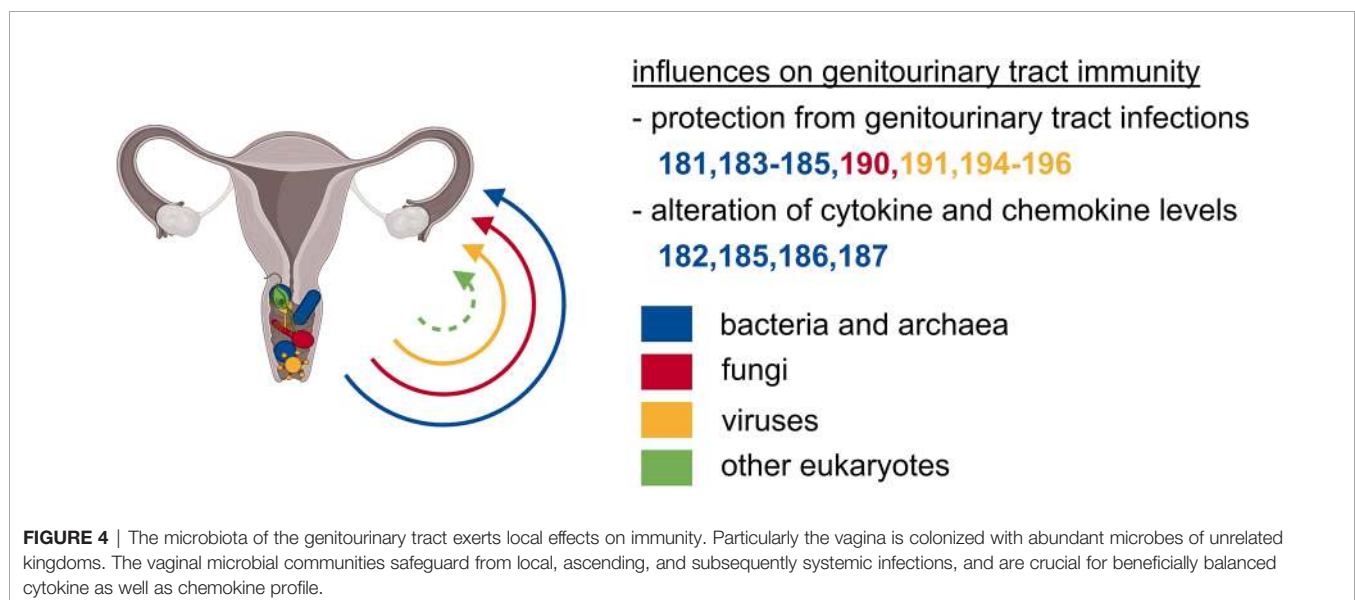 influences on genitourinary tract immunity
- protection from genitourinary tract infections
181,183-185,190,191,194-196
- alteration of cytokine and chemokine levels
182,185,186,187
bacteria and archaea
fungi
viruses
other eukaryotes
FIGURE 4 | The microbiota of the genitourinary tract exerts local effects on immunity. Particularly the vagina is colonized with abundant microbes of unrelated
kingdoms. The vaginal microbial communities safeguard from local, ascending, and subsequently systemic infections, and are crucial for beneficially balanced
cytokine as well as chemokine profile.